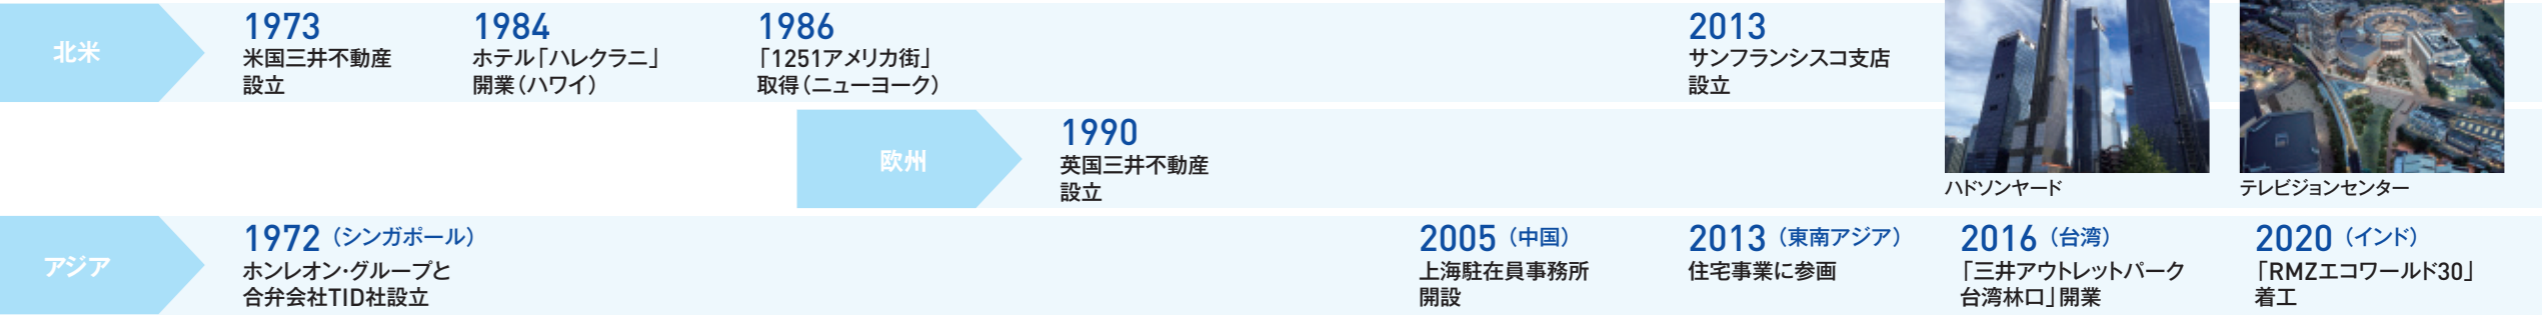 北米
1973
米国三井不動産
設立
1984
ホテル「ハレクラニ」
開業（ハワイ）
1986
「1251アメリカ街」
取得（ニューヨーク）
2013
サンフランシスコ支店
設立
欧州
1990
英国三井不動産
設立
ハドソンヤード
テレビジョンセンター
アジア
1972（シンガポール）
ホンレオン・グループと
合弁会社TID社設立
2005（中国）
上海駐在員事務所
開設
2013（東南アジア）
住宅事業に参画
2016（台湾）
「三井アウトレットパーク
台湾林口」開業
2020（インド）
「RMZエコワールド30」
着工